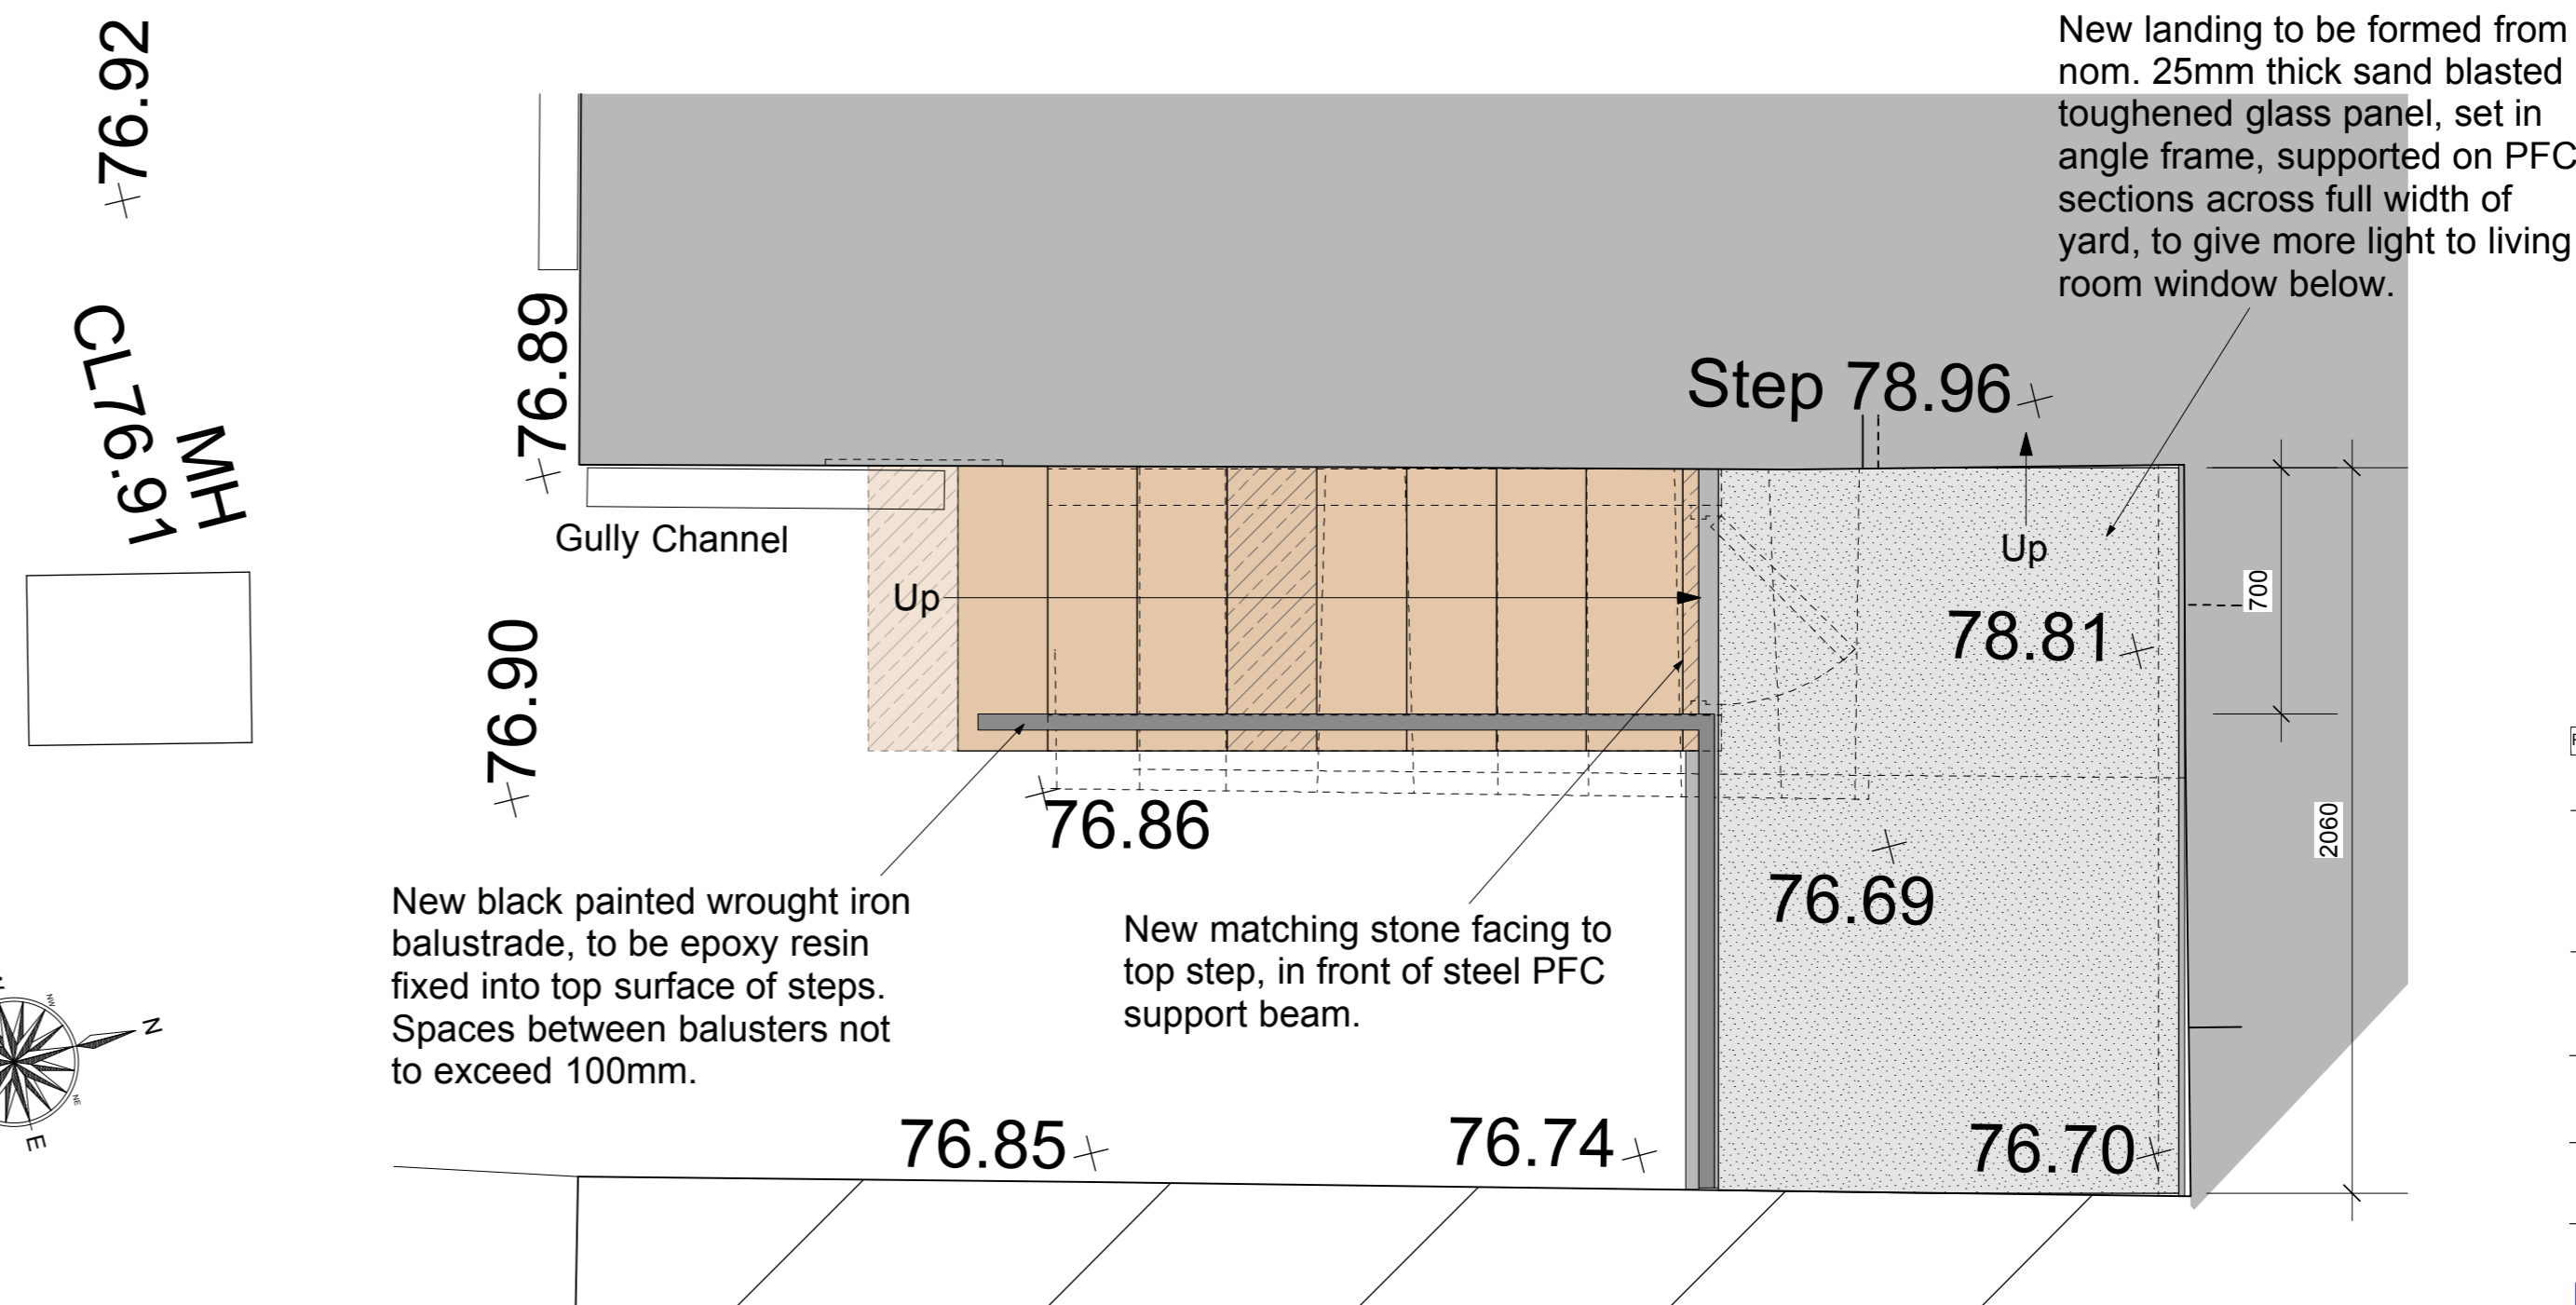 New landing to be formed from
nom. 25mm thick sand blasted
toughened glass panel, set in
angle frame, supported on PFC
sections across full width of
yard, to give more light to living
room window below.
76.92
CL76.91
MH
76.89
Step 78.96
Gully Channel
Up
Up
78.81
700
76.90
76.86
2060
76.69
New black painted wrought iron
balustrade, to be epoxy resin
fixed into top surface of steps.
Spaces between balusters not
to exceed 100mm.
New matching stone facing to
top step, in front of steel PFC
support beam.
76.85
76.74
76.70
NW
N
NE
E